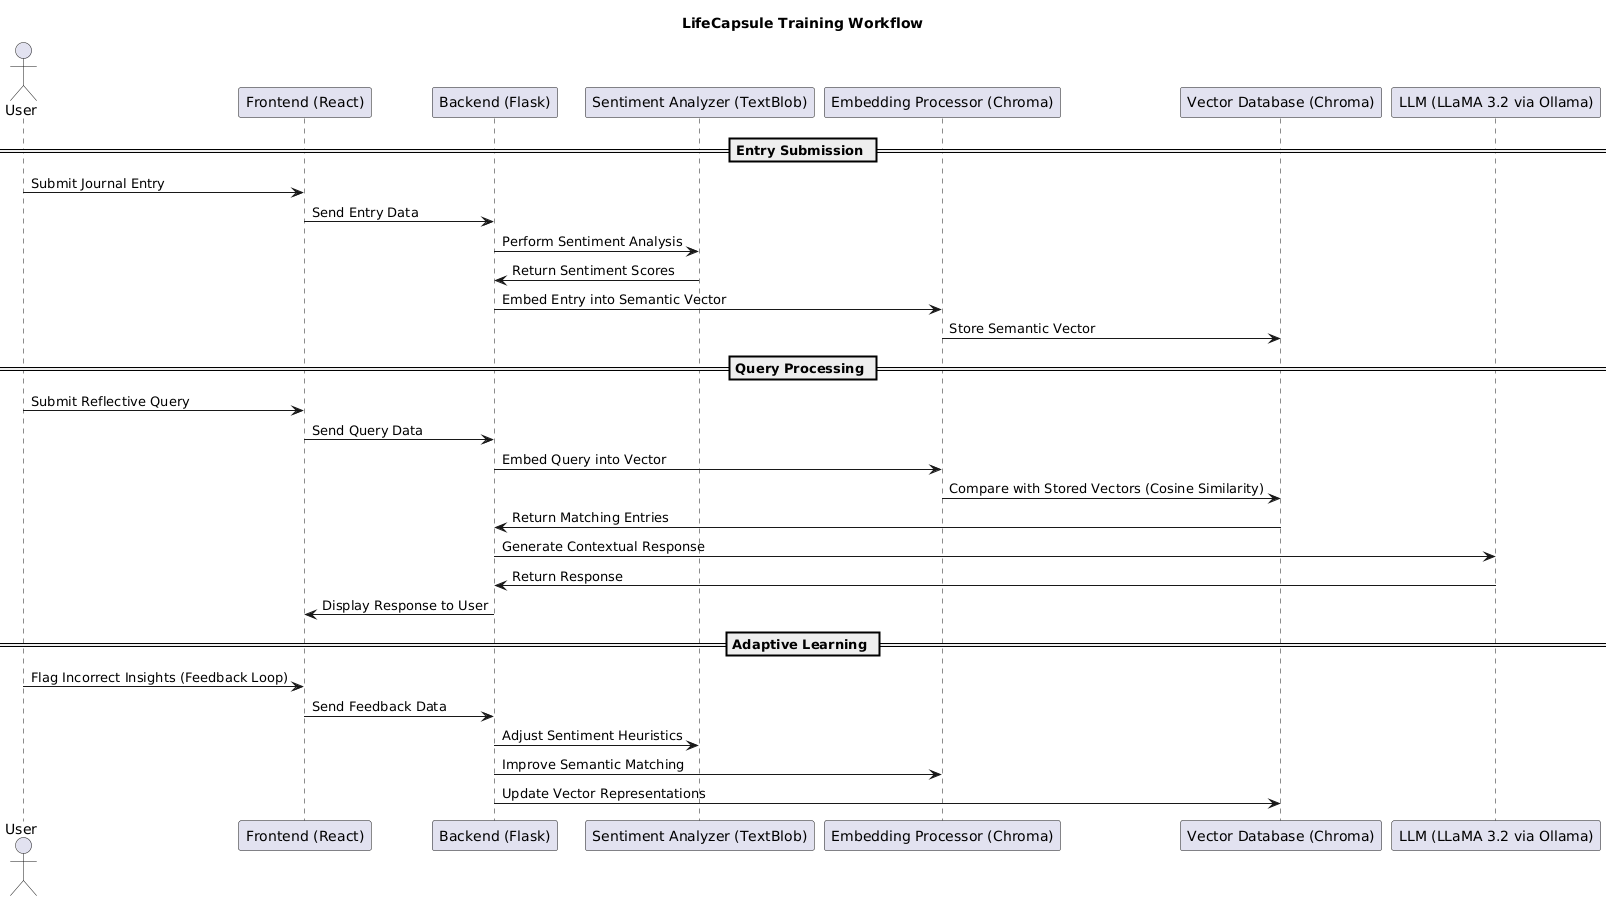 LifeCapsule Training Workflow
User
Frontend (React)
Backend (Flask)
Sentiment Analyzer (TextBlob)
Embedding Processor (Chroma)
Vector Database (Chroma)
LLM (LLaMA 3.2 via Ollama)
Entry Submission
Submit Journal Entry
Send Entry Data
Perform Sentiment Analysis
Return Sentiment Scores
Embed Entry into Semantic Vector
Store Semantic Vector
Query Processing
Submit Reflective Query
Send Query Data
Embed Query into Vector
Compare with Stored Vectors (Cosine Similarity)
Return Matching Entries
Generate Contextual Response
Return Response
Display Response to User
Adaptive Learning
Flag Incorrect Insights (Feedback Loop)
Send Feedback Data
Adjust Sentiment Heuristics
Improve Semantic Matching
Update Vector Representations
User
Frontend (React)
Backend (Flask)
Sentiment Analyzer (TextBlob)
Embedding Processor (Chroma)
Vector Database (Chroma)
LLM (LLaMA 3.2 via Ollama)